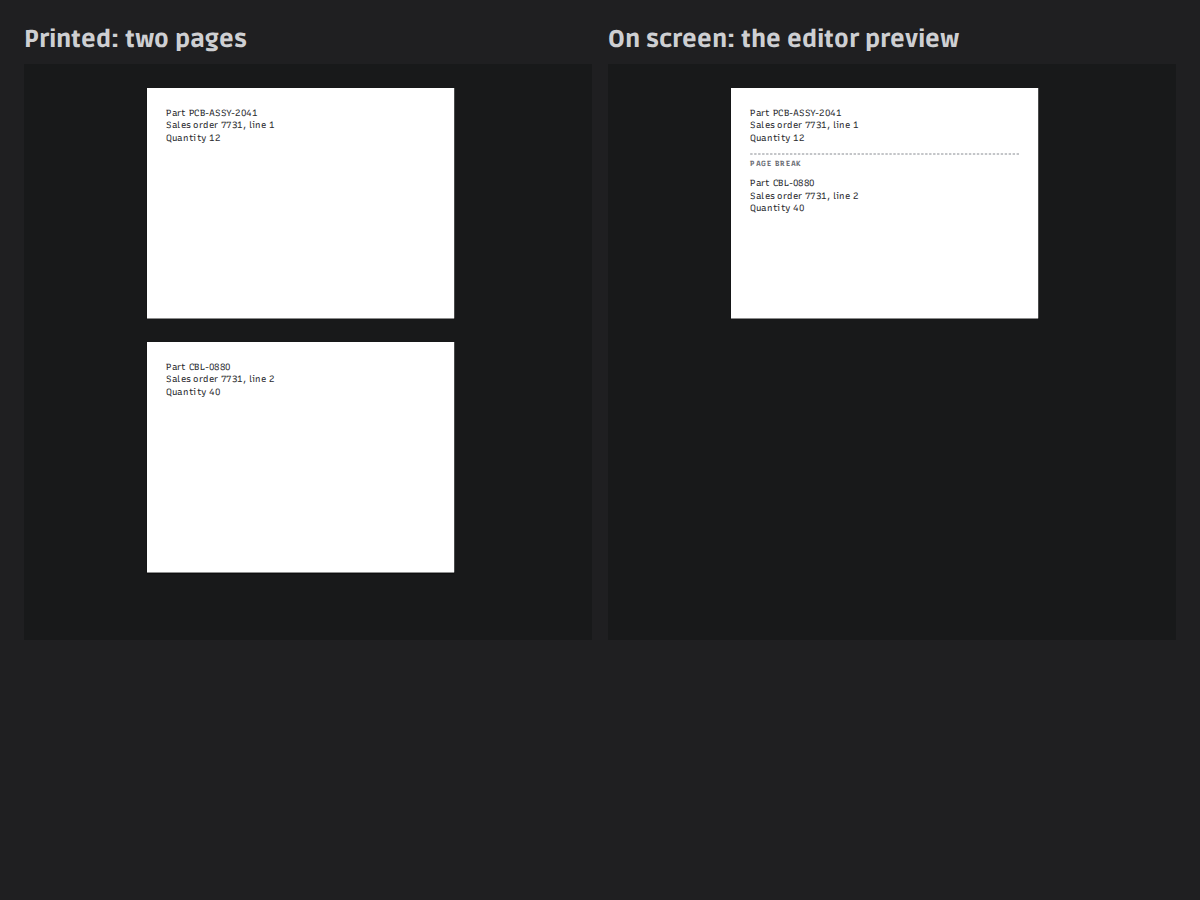 Printed: two pages
Part PCB-ASSY-2041
Sales order 7731, line 1
Quantity 12
Part CBL-0880
Sales order 7731, line 2
Quantity 40
On screen: the editor preview
Part PCB-ASSY-2041
Sales order 7731, line 1
Quantity 12
PAGE BREAK
Part CBL-0880
Sales order 7731, line 2
Quantity 40